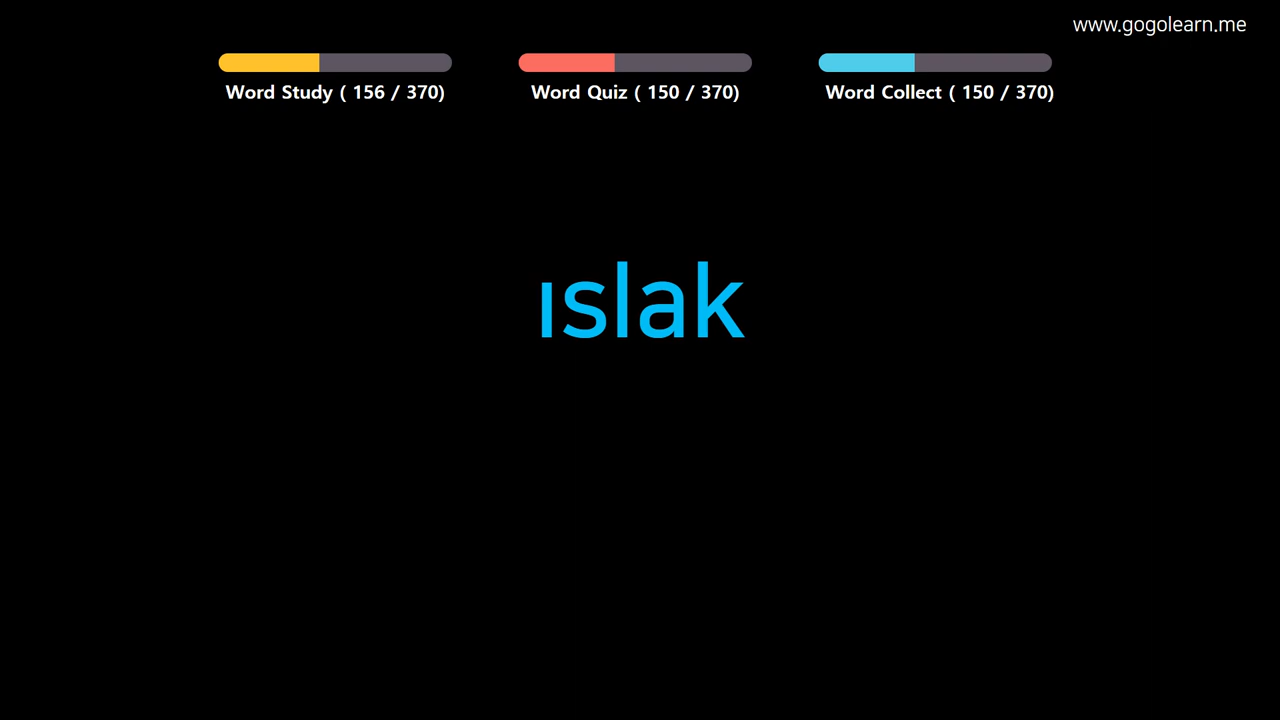 www.gogolearn.me
Word Study ( 156 / 370)
Word Quiz ( 150 / 370)
Word Collect ( 150 / 370)
ıslak